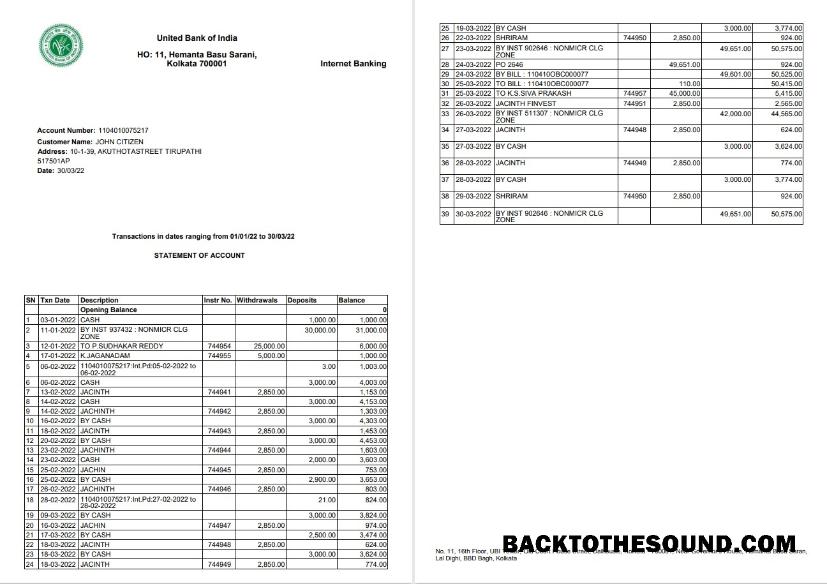 United Bank of India
HO: 11, Hemanta Basu Sarani,
Kolkata 700001
Internet Banking
Account Number: 1104010075217
Customer Name: JOHN CITIZEN
Address: 10-1-39, AKUTHOTASTREET TIRUPATHI
517501AP
Date: 30/03/22
Transactions in dates ranging from 01/01/22 to 30/03/22
STATEMENT OF ACCOUNT
SN Txn Date Description Instr No. Withdrawals Deposits Balance
Opening Balance 0
1 03-01-2022 CASH 1,000.00 1,000.00
2 11-01-2022 BY INST 937432 : NONMICR CLG 30,000.00 31,000.00
ZONE
3 12-01-2022 TO P.SUDHAKAR REDDY 744954 25,000.00 6,000.00
4 17-01-2022 K.JAGANADAM 744955 5,000.00 1,000.00
5 06-02-2022 1104010075217:Int.Pd:05-02-2022 to 3.00 1,003.00
06-02-2022
6 06-02-2022 CASH 3,000.00 4,003.00
7 13-02-2022 JACINTH 744941 2,850.00 1,153.00
8 14-02-2022 CASH 3,000.00 4,153.00
9 14-02-2022 JACHINTH 744942 2,850.00 1,303.00
10 16-02-2022 BY CASH 3,000.00 4,303.00
11 18-02-2022 JACINTH 744943 2,850.00 1,453.00
12 20-02-2022 BY CASH 3,000.00 4,453.00
13 23-02-2022 JACHINTH 744944 2,850.00 1,603.00
14 23-02-2022 CASH 2,000.00 3,603.00
15 25-02-2022 JACHIN 744945 2,850.00 753.00
16 25-02-2022 BY CASH 2,900.00 3,653.00
17 26-02-2022 JACINTH 744946 2,850.00 803.00
18 28-02-2022 1104010075217:Int.Pd:27-02-2022 to 21.00 824.00
28-02-2022
19 09-03-2022 BY CASH 3,000.00 3,824.00
20 16-03-2022 JACHIN 744947 2,850.00 974.00
21 17-03-2022 BY CASH 2,500.00 3,474.00
22 18-03-2022 JACINTH 744948 2,850.00 624.00
23 18-03-2022 BY CASH 3,000.00 3,624.00
24 18-03-2022 JACINTH 744949 2,850.00 774.00
25 19-03-2022 BY CASH 3,000.00 3,774.00
26 22-03-2022 SHRIRAM 744950 2,850.00 924.00
27 23-03-2022 BY INST 902646 : NONMICR CLG 49,651.00 50,575.00
ZONE
28 24-03-2022 PO 2646 49,651.00 924.00
29 24-03-2022 BY BILL : 110410OBC000077 49,601.00 50,525.00
30 25-03-2022 TO BILL : 110410OBC000077 110.00 50,415.00
31 25-03-2022 TO K.S.SIVA PRAKASH 744957 45,000.00 5,415.00
32 26-03-2022 JACINTH FINVEST 744951 2,850.00 2,565.00
33 26-03-2022 BY INST 511307 : NONMICR CLG 42,000.00 44,565.00
ZONE
34 27-03-2022 JACINTH 744948 2,850.00 624.00
35 27-03-2022 BY CASH 3,000.00 3,624.00
36 28-03-2022 JACINTH 744949 2,850.00 774.00
37 28-03-2022 BY CASH 3,000.00 3,774.00
38 29-03-2022 SHRIRAM 744950 2,850.00 924.00
39 30-03-2022 BY INST 902646 : NONMICR CLG 49,651.00 50,575.00
ZONE
BACKTOTHESOUND.COM
No. 11, 16th Floor, UBI
Lal Dighi, BBD Bagh, Kolkata